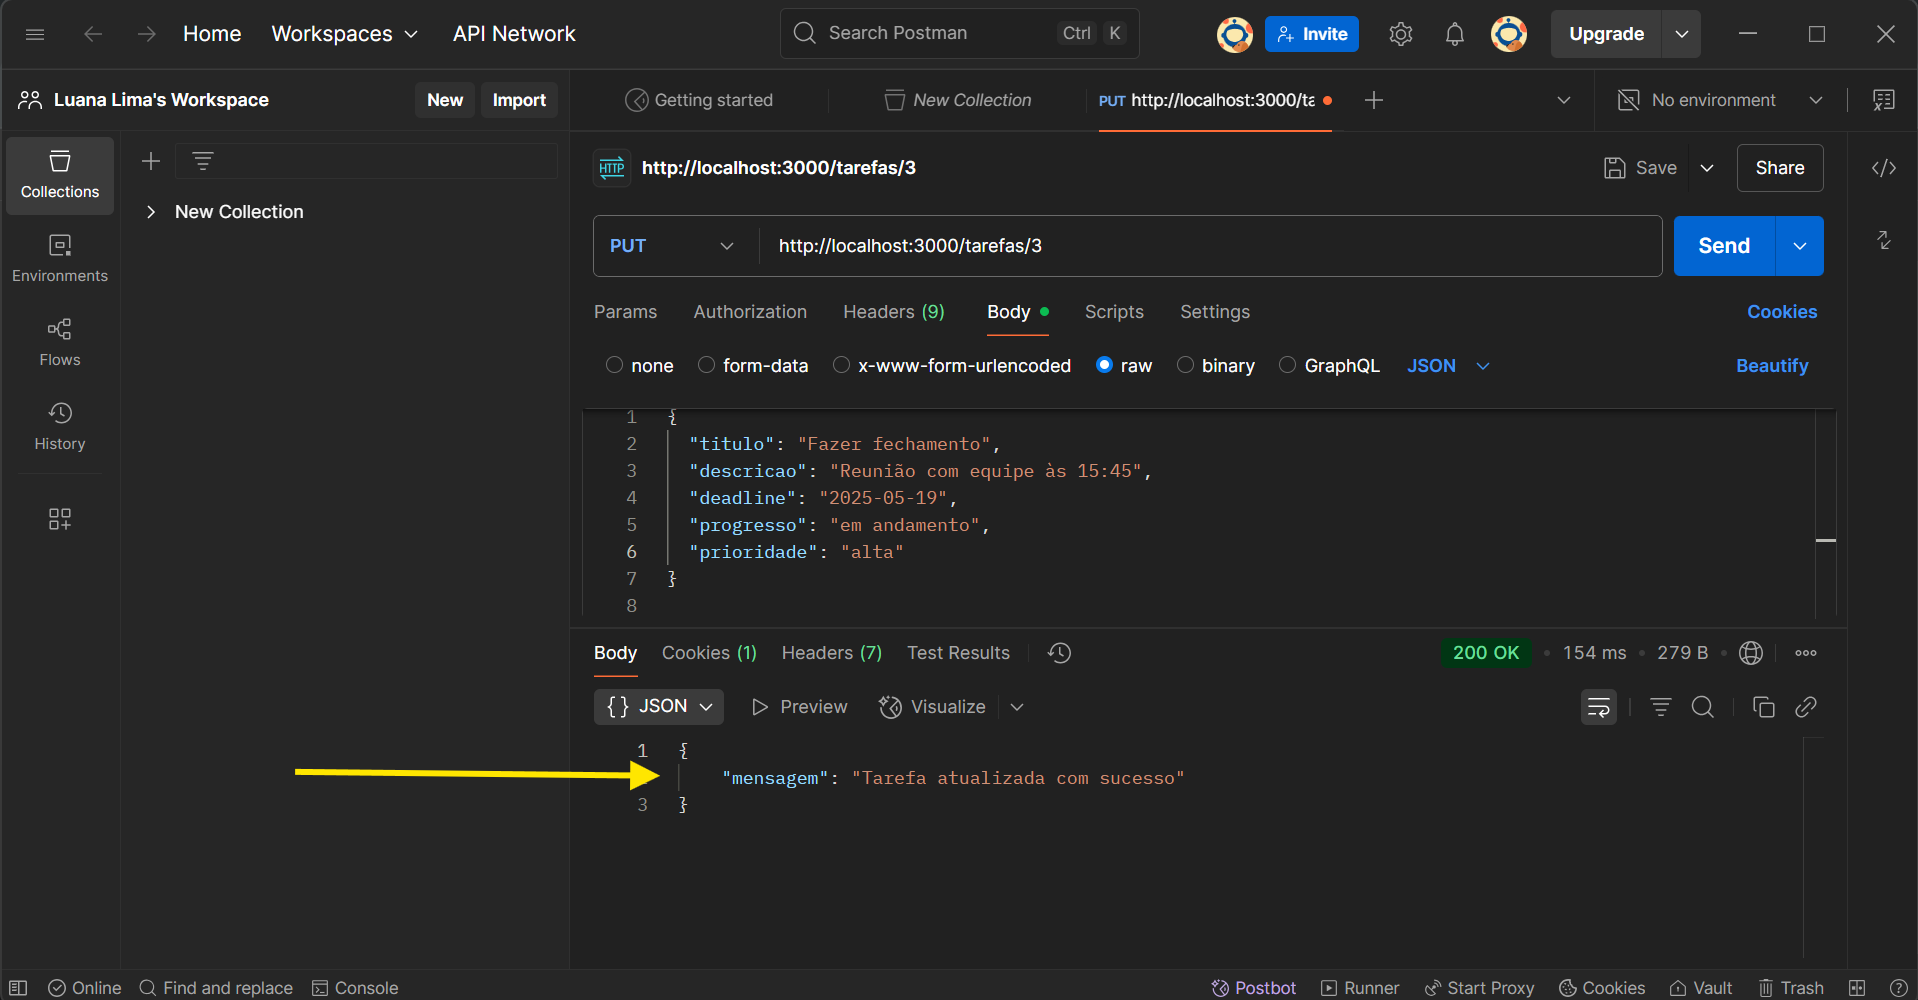 Home Workspaces API Network Search Postman Ctrl K Invite Upgrade
Luana Lima's Workspace New Import Getting started New Collection PUT http://localhost:3000/ta No environment
Collections
New Collection
Environments
Flows
History
HTTP http://localhost:3000/tarefas/3 Save Share
PUT http://localhost:3000/tarefas/3 Send
Params Authorization Headers (9) Body Scripts Settings Cookies
none form-data x-www-form-urlencoded raw binary GraphQL JSON Beautify
1 {
2 "titulo": "Fazer fechamento",
3 "descricao": "Reunião com equipe às 15:45",
4 "deadline": "2025-05-19",
5 "progresso": "em andamento",
6 "prioridade": "alta"
7 }
8
Body Cookies (1) Headers (7) Test Results 200 OK 154 ms 279 B
{} JSON Preview Visualize
1 {
"mensagem": "Tarefa atualizada com sucesso"
3 }
Online Find and replace Console Postbot Runner Start Proxy Cookies Vault Trash